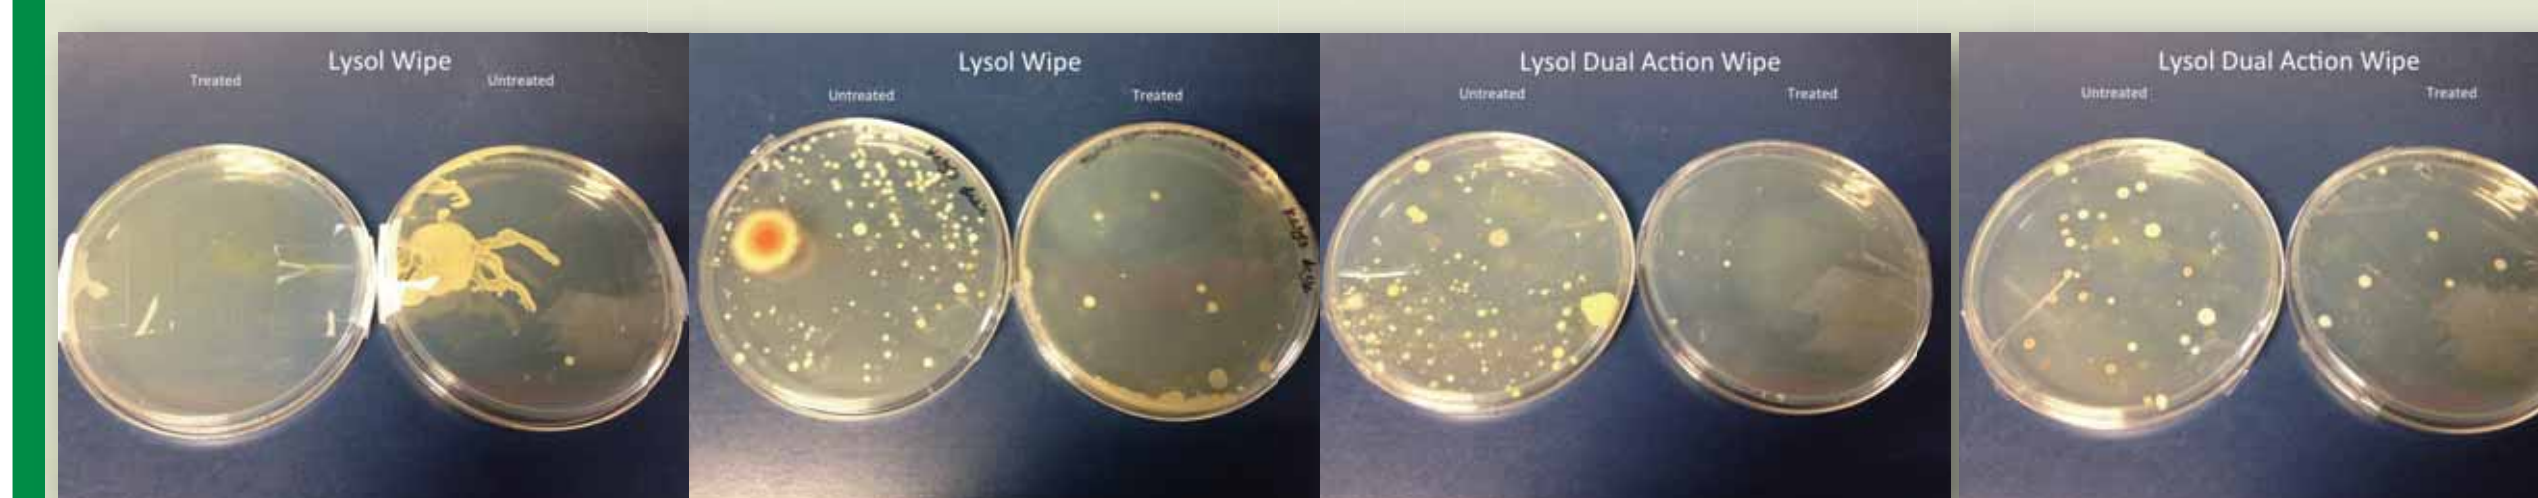 Lysol Wipe
Treated Untreated
Lysol Wipe
Untreated Treated
Lysol Dual Action Wipe
Untreated Treated
Lysol Dual Action Wipe
Untreated Treated